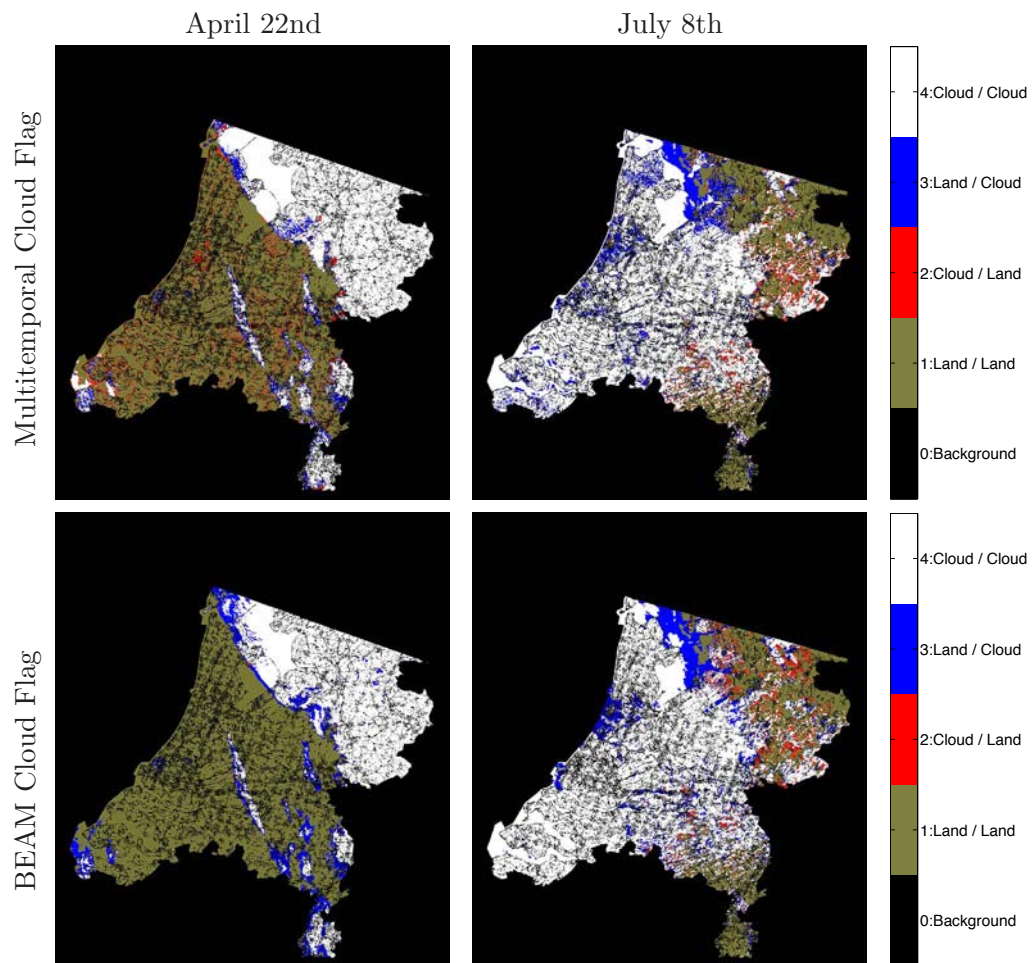 April 22nd
July 8th
Multitemporal Cloud Flag
4:Cloud / Cloud
3:Land / Cloud
2:Cloud / Land
1:Land / Land
0:Background
BEAM Cloud Flag
4:Cloud / Cloud
3:Land / Cloud
2:Cloud / Land
1:Land / Land
0:Background